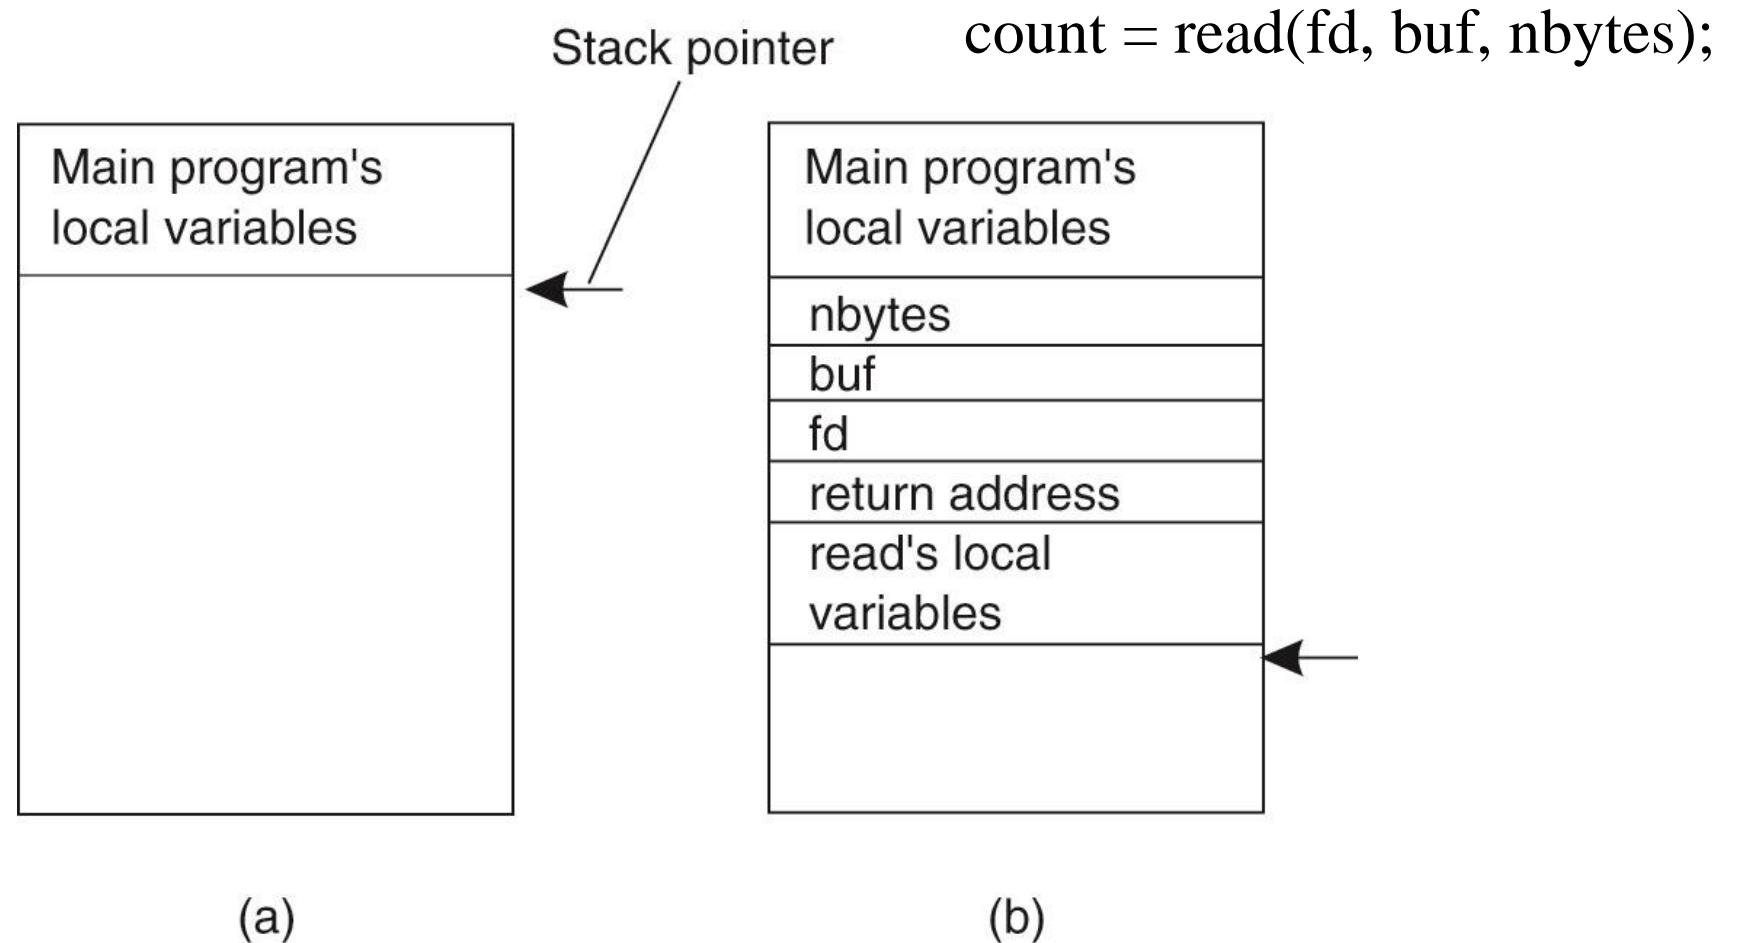 Stack pointer
count = read(fd, buf, nbytes);
Main program's
local variables
Main program's
local variables
nbytes
buf
fd
return address
read's local
variables
(a)
(b)